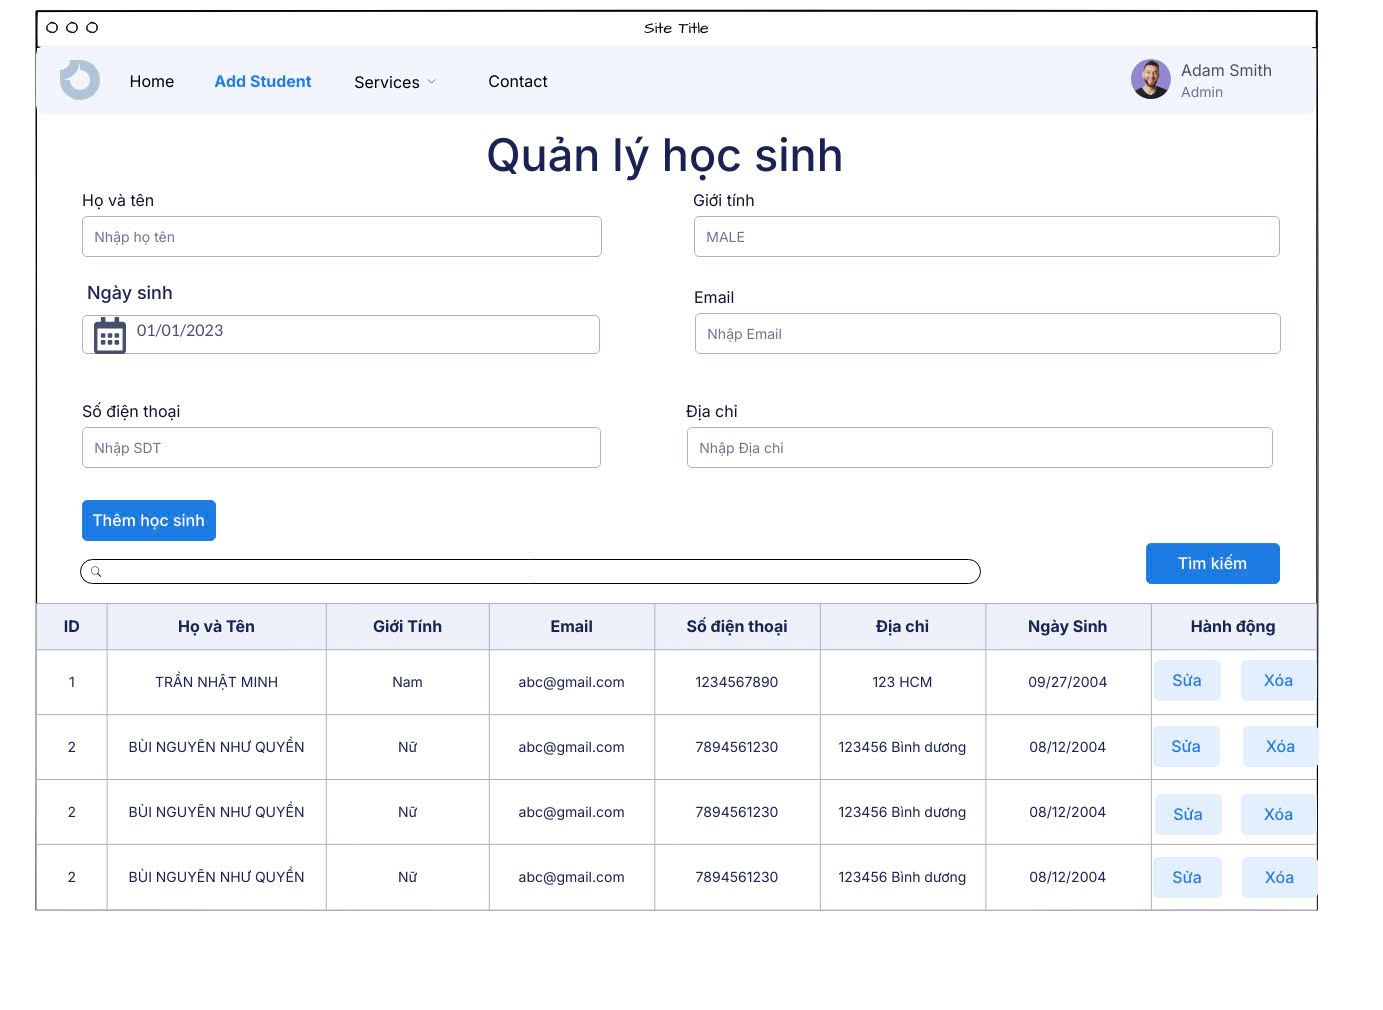 Site Title
Home Add Student Services Contact
Adam Smith
Admin
Quản lý học sinh
Họ và tên Giới tính
Nhập họ tên MALE
Ngày sinh Email
01/01/2023 Nhập Email
Số điện thoại Địa chỉ
Nhập SDT Nhập Địa chỉ
Thêm học sinh
Tìm kiếm
ID Họ và Tên Giới Tính Email Số điện thoại Địa chỉ Ngày Sinh Hành động
1 TRẦN NHẬT MINH Nam abc@gmail.com 1234567890 123 HCM 09/27/2004 Sửa Xóa
2 BÙI NGUYÊN NHƯ QUYỀN Nữ abc@gmail.com 7894561230 123456 Bình dương 08/12/2004 Sửa Xóa
2 BÙI NGUYÊN NHƯ QUYỀN Nữ abc@gmail.com 7894561230 123456 Bình dương 08/12/2004 Sửa Xóa
2 BÙI NGUYÊN NHƯ QUYỀN Nữ abc@gmail.com 7894561230 123456 Bình dương 08/12/2004 Sửa Xóa